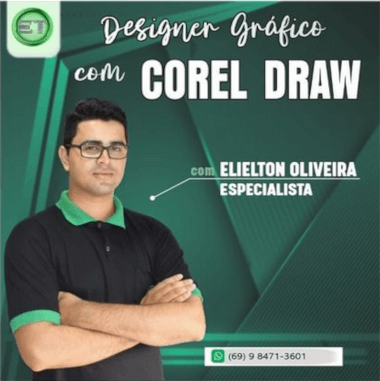 ET
Designer Gráfico
com COREL DRAW
com ELIELTON OLIVEIRA
ESPECIALISTA
(69) 9 8471-3601